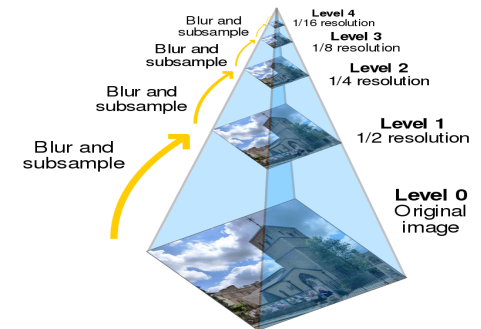 Level 4
1/16 resolution
Blur and
subsample
Level 3
1/8 resolution
Blur and
subsample
Level 2
1/4 resolution
Blur and
subsample
Level 1
1/2 resolution
Blur and
subsample
Level 0
Original
image